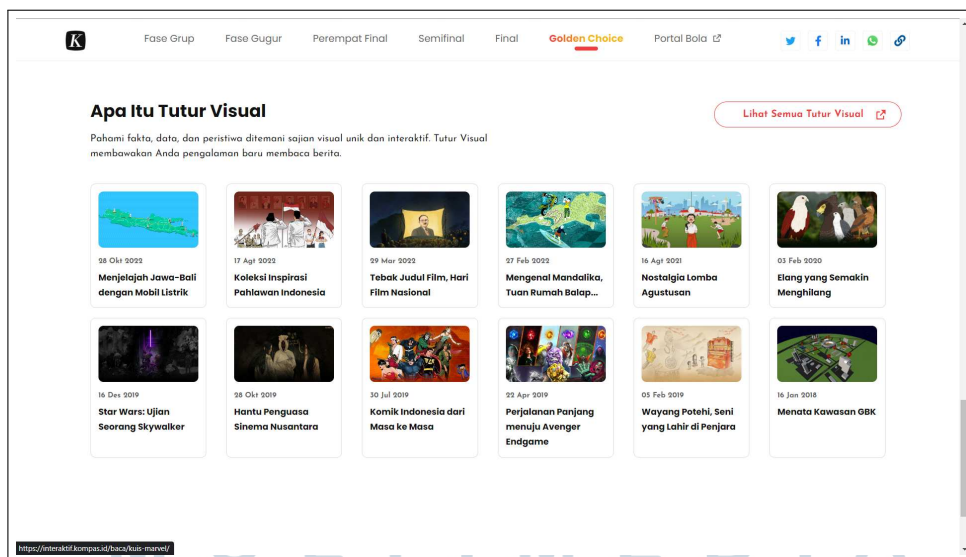 K
Fase Grup Fase Gugur Perempat Final Semifinal Final Golden Choice Portal Bola
Apa Itu Tutur Visual
Lihat Semua Tutur Visual
Pahami fakta, data, dan peristiwa ditemani sajian visual unik dan interaktif. Tutur Visual
membawakan Anda pengalaman baru membaca berita.
28 Okt 2022
Menjelajah Jawa-Bali
dengan Mobil Listrik
17 Agt 2022
Koleksi Inspirasi
Pahlawan Indonesia
29 Mar 2022
Tebak Judul Film, Hari
Film Nasional
27 Feb 2022
Mengenal Mandalika,
Tuan Rumah Balap...
16 Agt 2021
Nostalgia Lomba
Agustusan
03 Feb 2020
Elang yang Semakin
Menghilang
16 Des 2019
Star Wars: Ujian
Seorang Skywalker
28 Okt 2019
Hantu Penguasa
Sinema Nusantara
30 Jul 2019
Komik Indonesia dari
Masa ke Masa
22 Apr 2019
Perjalanan Panjang
menuju Avenger
Endgame
05 Feb 2019
Wayang Potehi, Seni
yang Lahir di Penjara
16 Jan 2018
Menata Kawasan GBK
https://interaktif.kompas.id/baca/kuis-marvel/